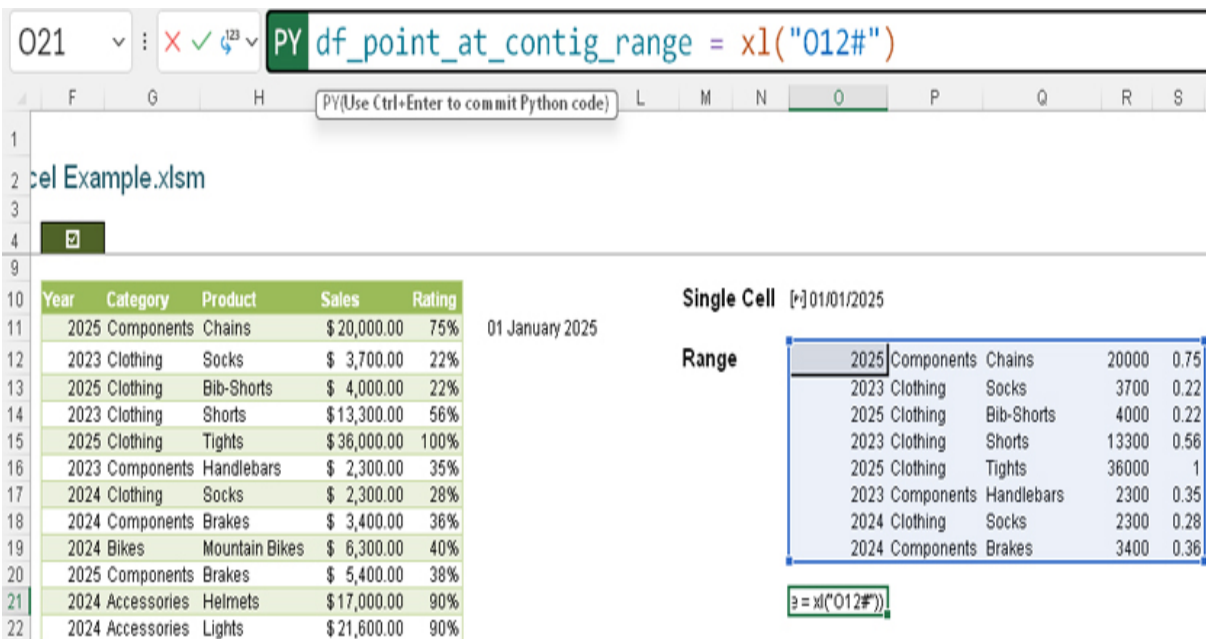 O21 123 PY df_point_at_contig_range = xl("O12#")
F G H L M N O P Q R S
PY(Use Ctrl+Enter to commit Python code)
1
2 cel Example.xlsm
3
4
9
10 Year Category Product Sales Rating Single Cell 01/01/2025
11 2025 Components Chains $20,000.00 75% 01 January 2025
12 2023 Clothing Socks $ 3,700.00 22% Range 2025 Components Chains 20000 0.75
13 2025 Clothing Bib-Shorts $ 4,000.00 22% 2023 Clothing Socks 3700 0.22
14 2023 Clothing Shorts $13,300.00 56% 2025 Clothing Bib-Shorts 4000 0.22
15 2025 Clothing Tights $36,000.00 100% 2023 Clothing Shorts 13300 0.56
16 2023 Components Handlebars $ 2,300.00 35% 2025 Clothing Tights 36000 1
17 2024 Clothing Socks $ 2,300.00 28% 2023 Components Handlebars 2300 0.35
18 2024 Components Brakes $ 3,400.00 36% 2024 Clothing Socks 2300 0.28
19 2024 Bikes Mountain Bikes $ 6,300.00 40% 2024 Components Brakes 3400 0.36
20 2025 Components Brakes $ 5,400.00 38%
21 2024 Accessories Helmets $17,000.00 90% e = xl("O12#"))
22 2024 Accessories Lights $21,600.00 90%